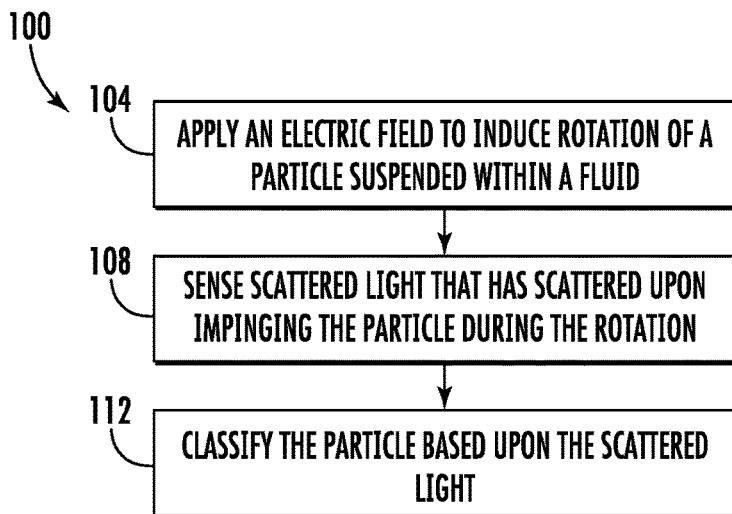 100
104
APPLY AN ELECTRIC FIELD TO INDUCE ROTATION OF A
PARTICLE SUSPENDED WITHIN A FLUID
108
SENSE SCATTERED LIGHT THAT HAS SCATTERED UPON
IMPINGING THE PARTICLE DURING THE ROTATION
112
CLASSIFY THE PARTICLE BASED UPON THE SCATTERED
LIGHT